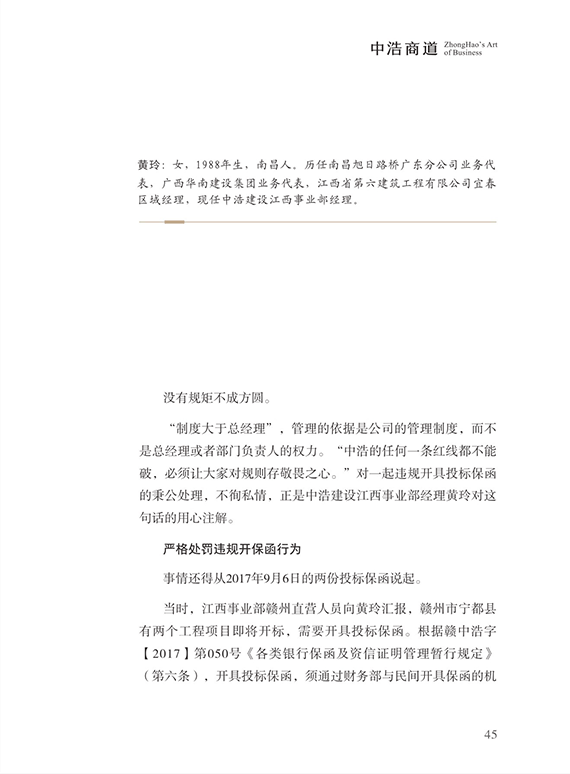 中浩商道 ZhongHao's Art
of Business
黄玲：女，1988年生，南昌人。历任南昌旭日路桥广东分公司业务代
表，广西华南建设集团业务代表，江西省第六建筑工程有限公司宜春
区域经理，现任中浩建设江西事业部经理。
没有规矩不成方圆。
“制度大于总经理”，管理的依据是公司的管理制度，而不
是总经理或者部门负责人的权力。“中浩的任何一条红线都不能
破，必须让大家对规则存敬畏之心。”对一起违规开具投标保函
的秉公处理，不徇私情，正是中浩建设江西事业部经理黄玲对这
句话的用心注解。
严格处罚违规开保函行为
事情还得从2017年9月6日的两份投标保函说起。
当时，江西事业部赣州直营人员向黄玲汇报，赣州市宁都县
有两个工程项目即将开标，需要开具投标保函。根据赣中浩字
【2017】第050号《各类银行保函及资信证明管理暂行规定》
（第六条），开具投标保函，须通过财务部与民间开具保函的机
45